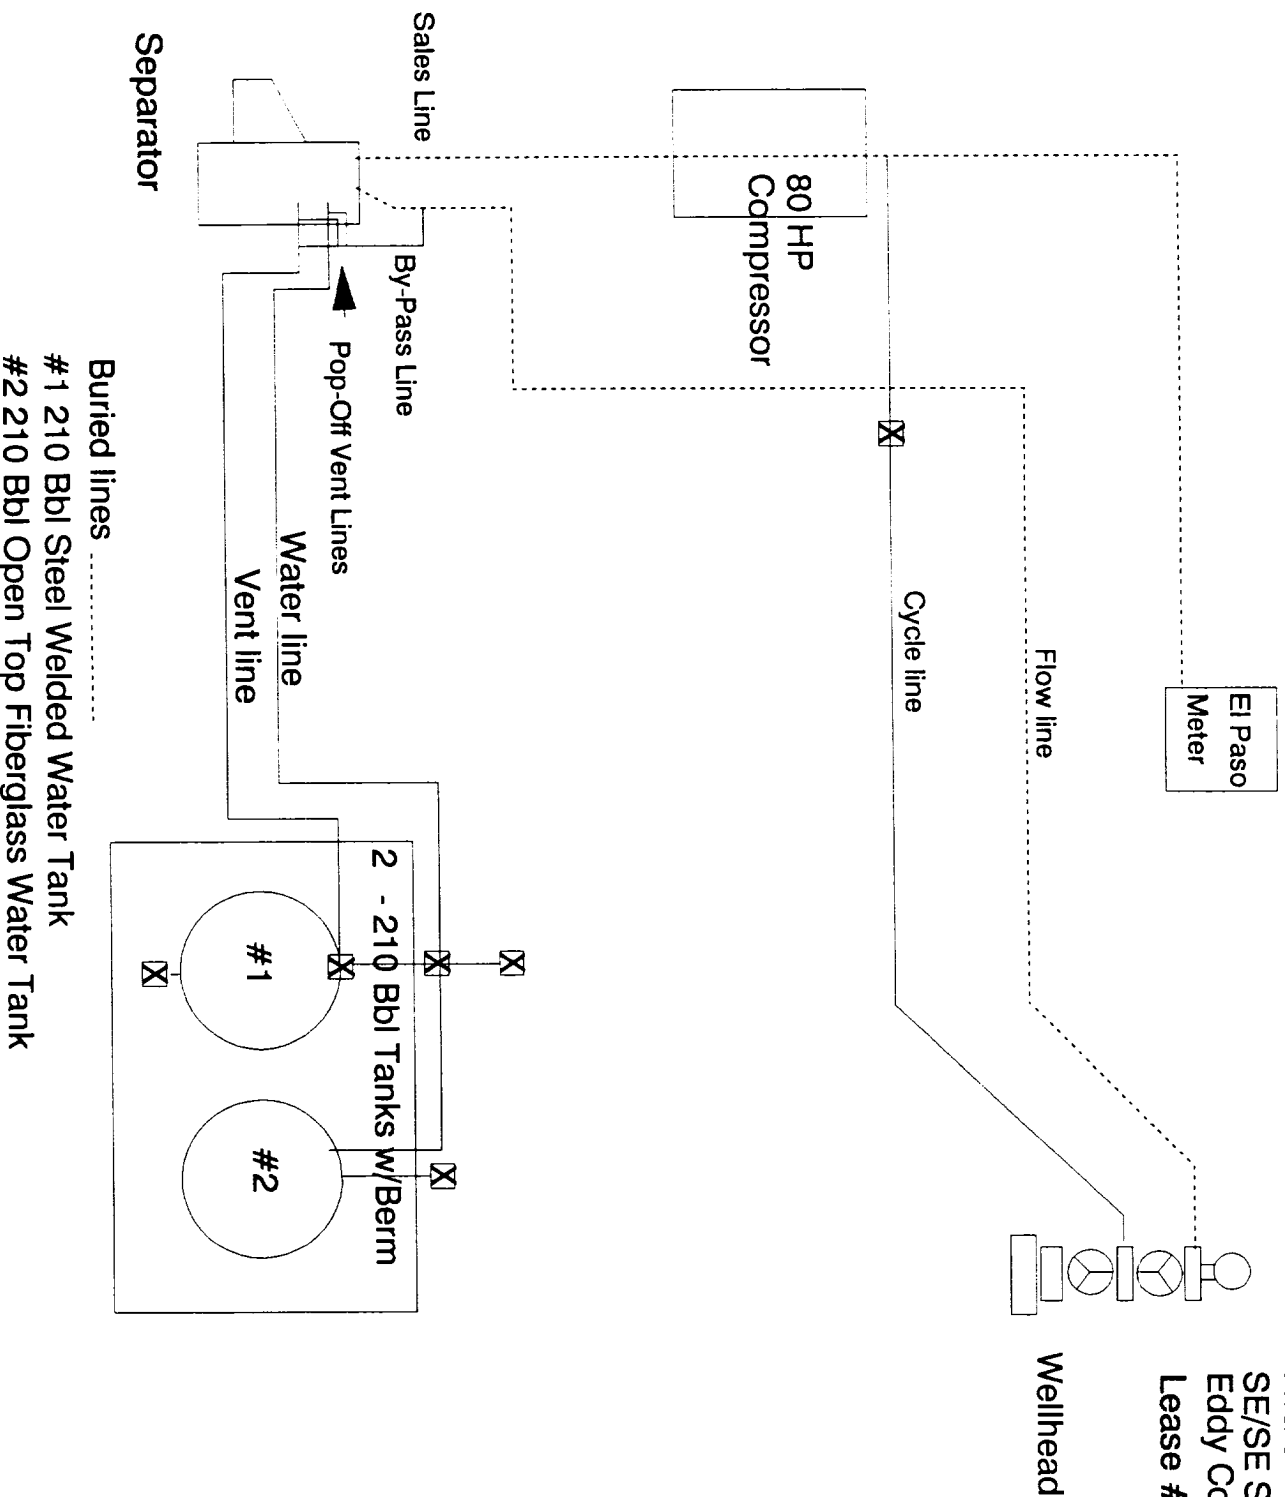 SE/SE S
Eddy Co
Lease #
Wellhead
El Paso
Meter
Flow line
Cycle line
80 HP
Compressor
Sales Line
By-Pass Line
Pop-Off Vent Lines
Separator
Water line
Vent line
2 - 210 Bbl Tanks w/Berm
#1
#2
Buried lines
#1 210 Bbl Steel Welded Water Tank
#2 210 Bbl Open Top Fiberglass Water Tank